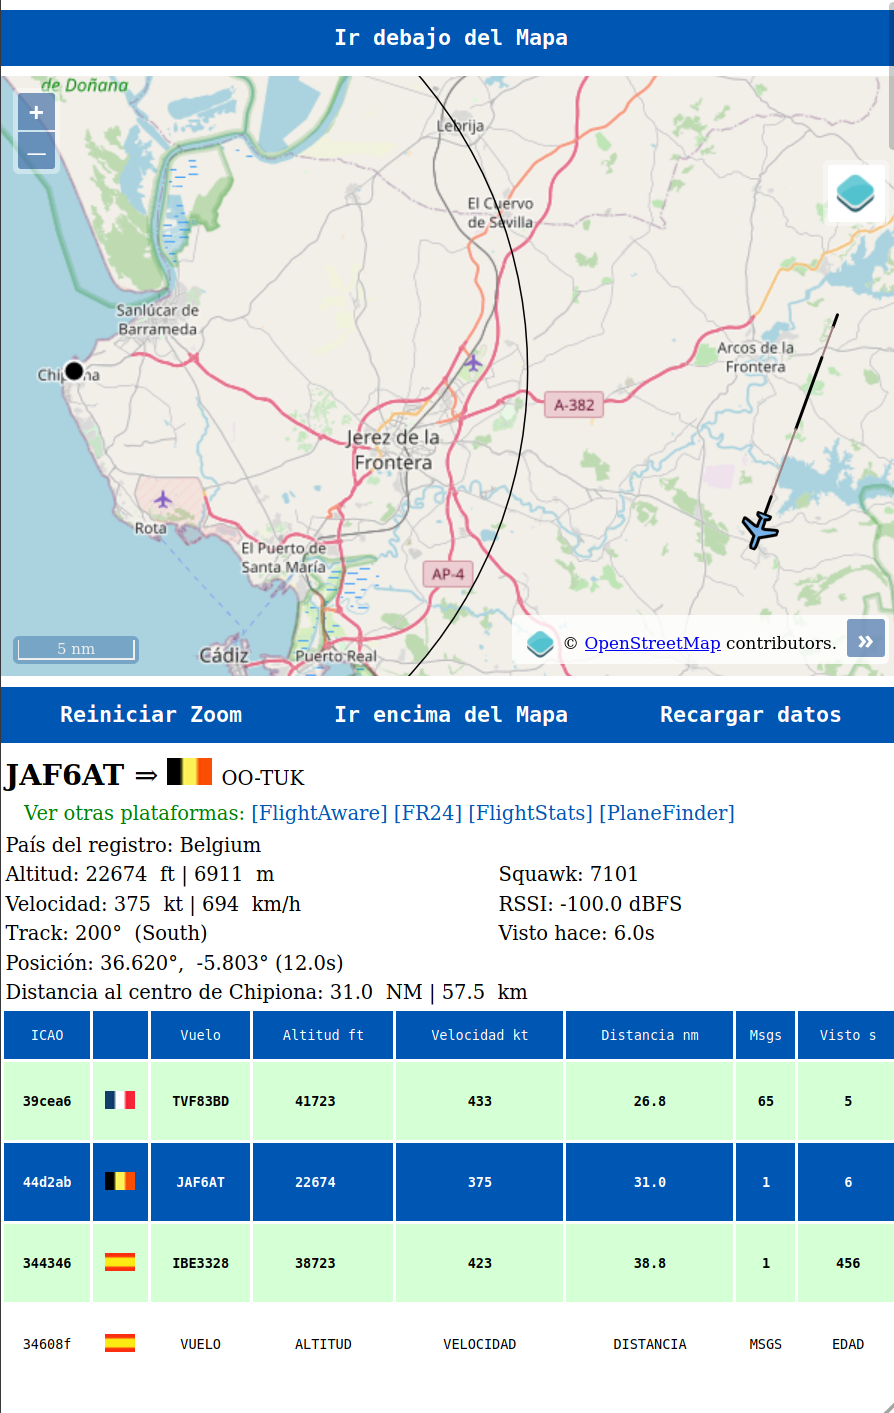 Ir debajo del Mapa
de Doñana
+
–
Lebrija
El Cuervo
de Sevilla
Sanlúcar de
Barrameda
Arcos de la
Frontera
A-382
Jerez de la
Frontera
Rota
El Puerto de
Santa María
AP-4
5 nm
Cádiz
Puerto Real
© OpenStreetMap contributors.
»
Reiniciar Zoom Ir encima del Mapa Recargar datos
JAF6AT ⇒ OO-TUK
Ver otras plataformas: [FlightAware] [FR24] [FlightStats] [PlaneFinder]
País del registro: Belgium
Altitud: 22674 ft | 6911 m Squawk: 7101
Velocidad: 375 kt | 694 km/h RSSI: -100.0 dBFS
Track: 200° (South) Visto hace: 6.0s
Posición: 36.620°, -5.803° (12.0s)
Distancia al centro de Chipiona: 31.0 NM | 57.5 km
ICAO Vuelo Altitud ft Velocidad kt Distancia nm Msgs Visto s
39cea6 TVF83BD 41723 433 26.8 65 5
44d2ab JAF6AT 22674 375 31.0 1 6
344346 IBE3328 38723 423 38.8 1 456
34608f VUELO ALTITUD VELOCIDAD DISTANCIA MSGS EDAD